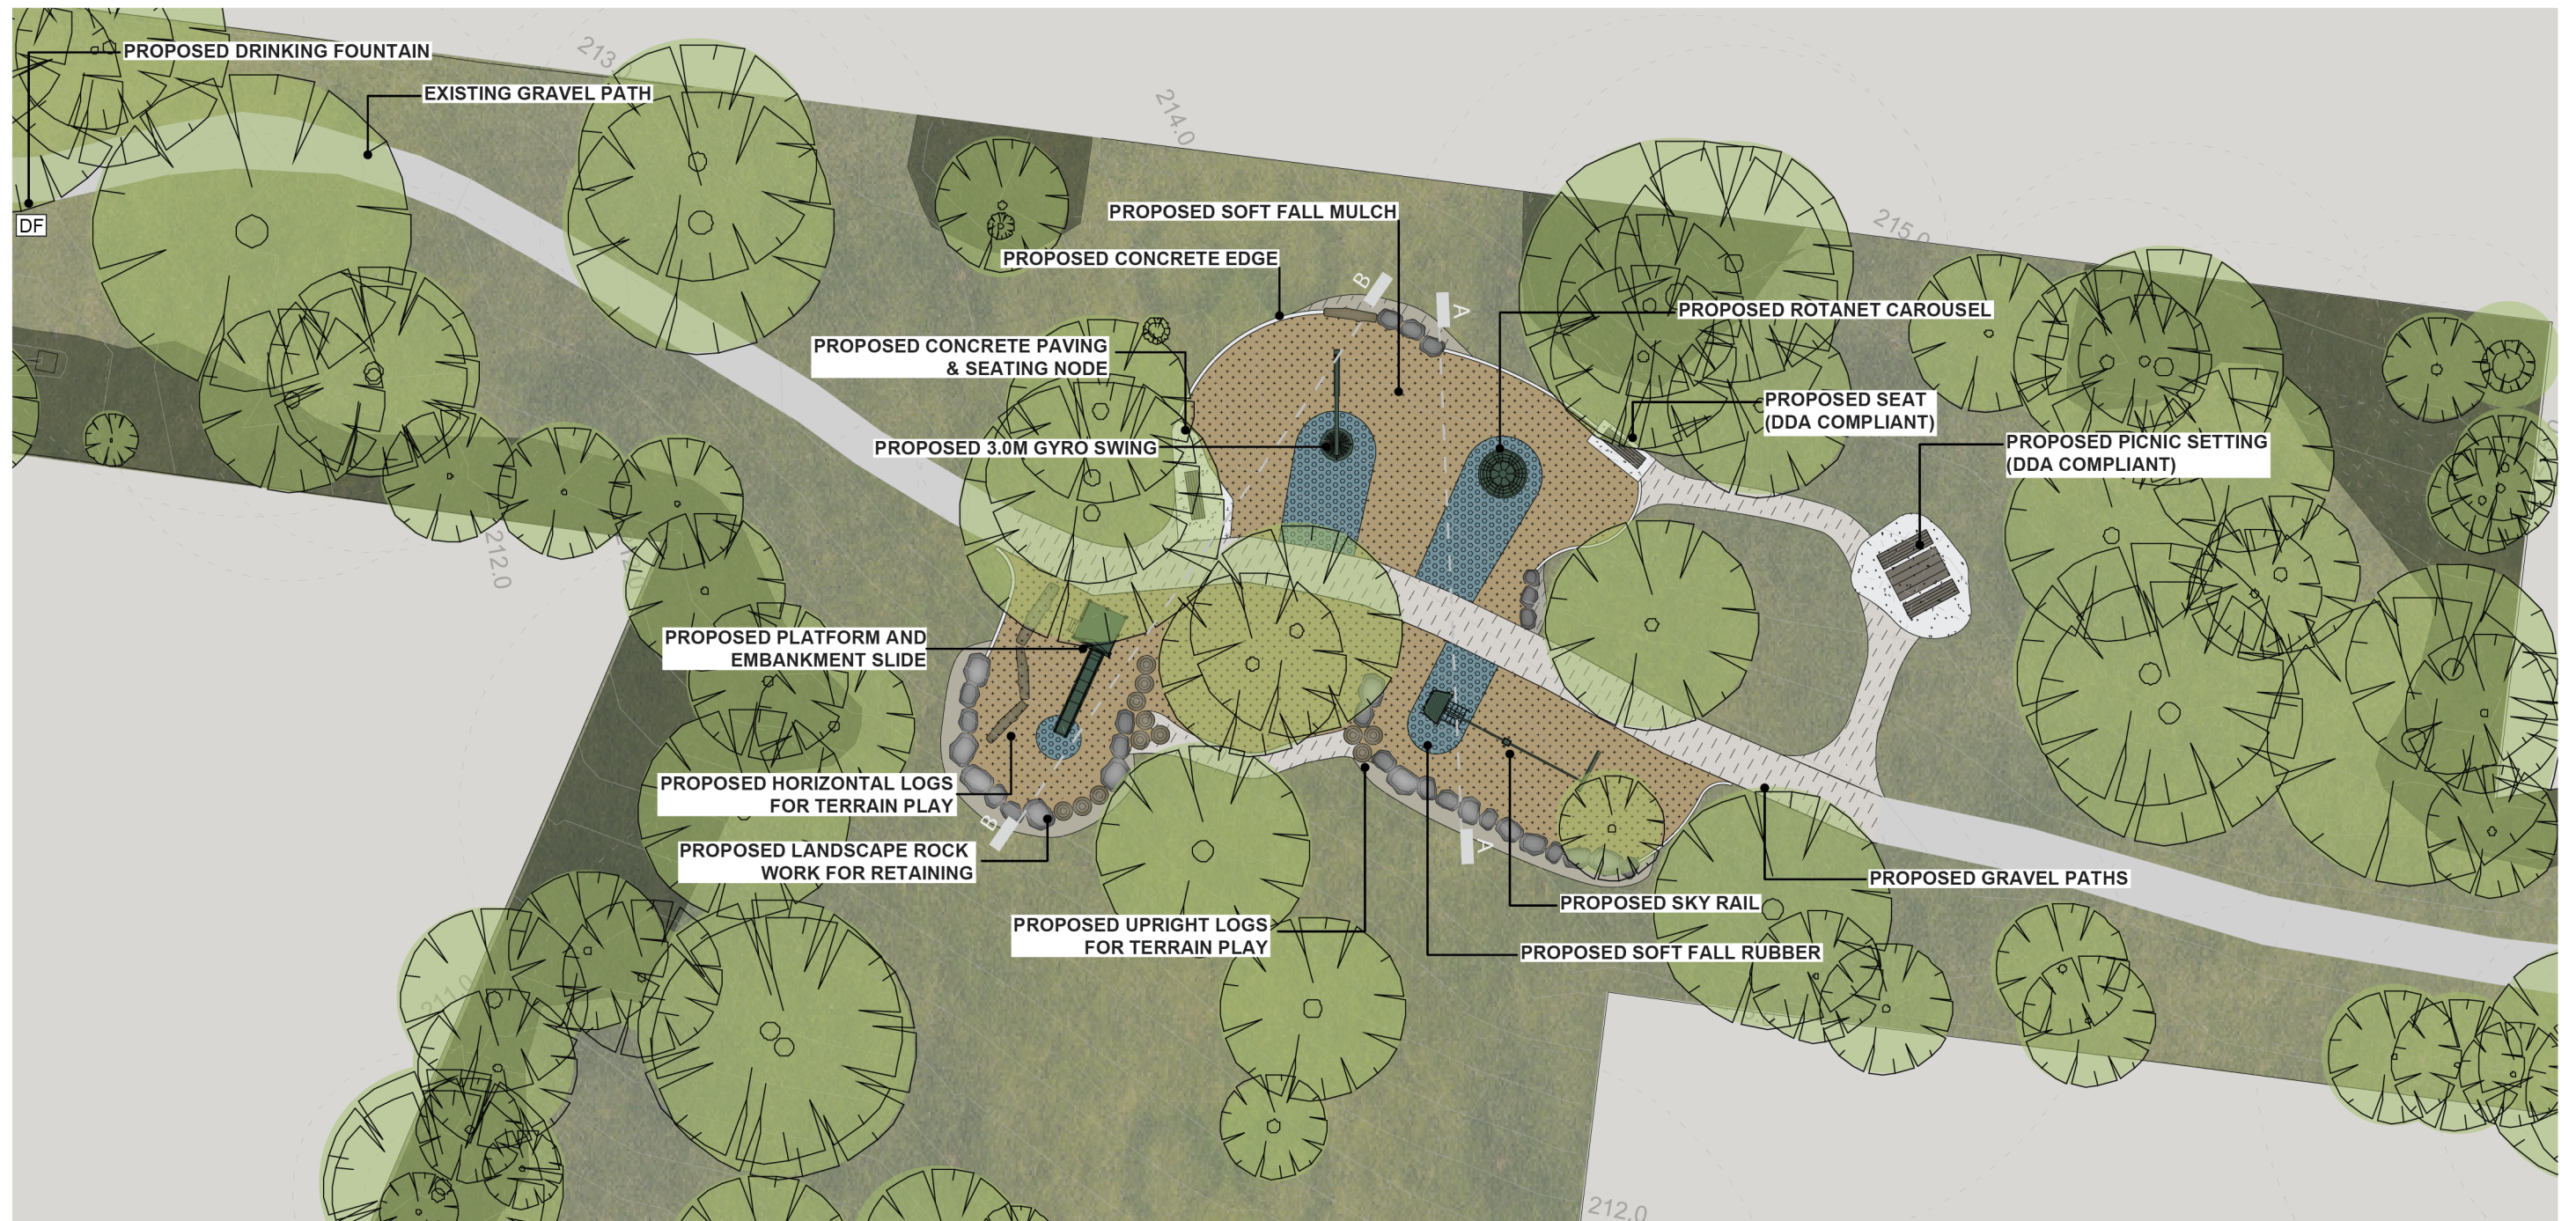 PROPOSED DRINKING FOUNTAIN
213.
EXISTING GRAVEL PATH
214.0
DF
PROPOSED SOFT FALL MULCH
215.0
PROPOSED CONCRETE EDGE
B
A
PROPOSED ROTANET CAROUSEL
PROPOSED CONCRETE PAVING
& SEATING NODE
PROPOSED SEAT
(DDA COMPLIANT)
PROPOSED 3.0M GYRO SWING
PROPOSED PICNIC SETTING
(DDA COMPLIANT)
212.0
PROPOSED PLATFORM AND
EMBANKMENT SLIDE
PROPOSED HORIZONTAL LOGS
FOR TERRAIN PLAY
B
A
PROPOSED LANDSCAPE ROCK
WORK FOR RETAINING
PROPOSED GRAVEL PATHS
PROPOSED SKY RAIL
PROPOSED UPRIGHT LOGS
FOR TERRAIN PLAY
PROPOSED SOFT FALL RUBBER
211.0
212.0